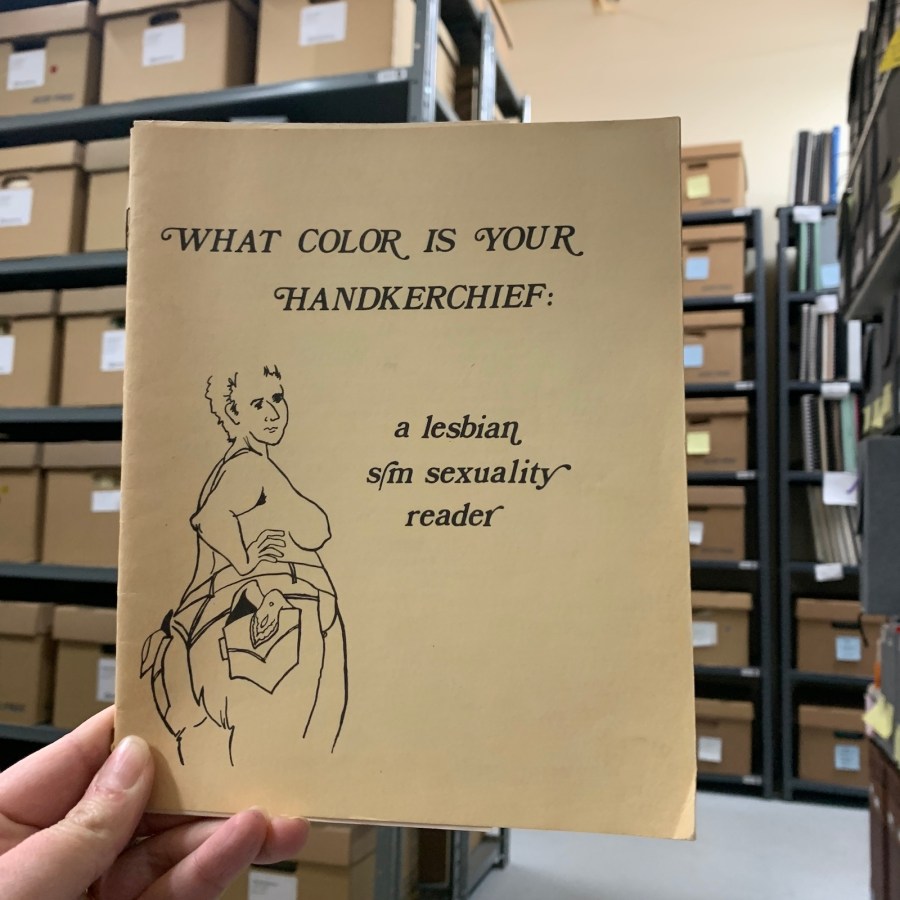 WHAT COLOR IS YOUR
HANDKERCHIEF:
a lesbian
s/m sexuality
reader